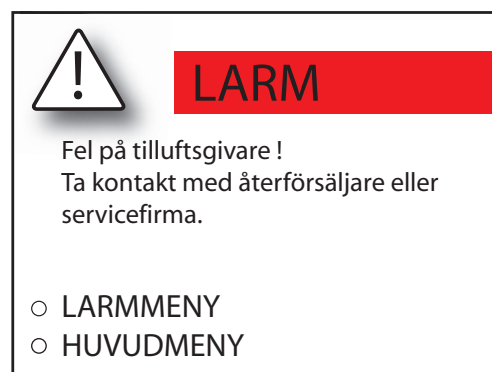 LARM
Fel på tilluftsgivare !
Ta kontakt med återförsäljare eller
servicefirma.
LARMMENY
HUVUDMENY